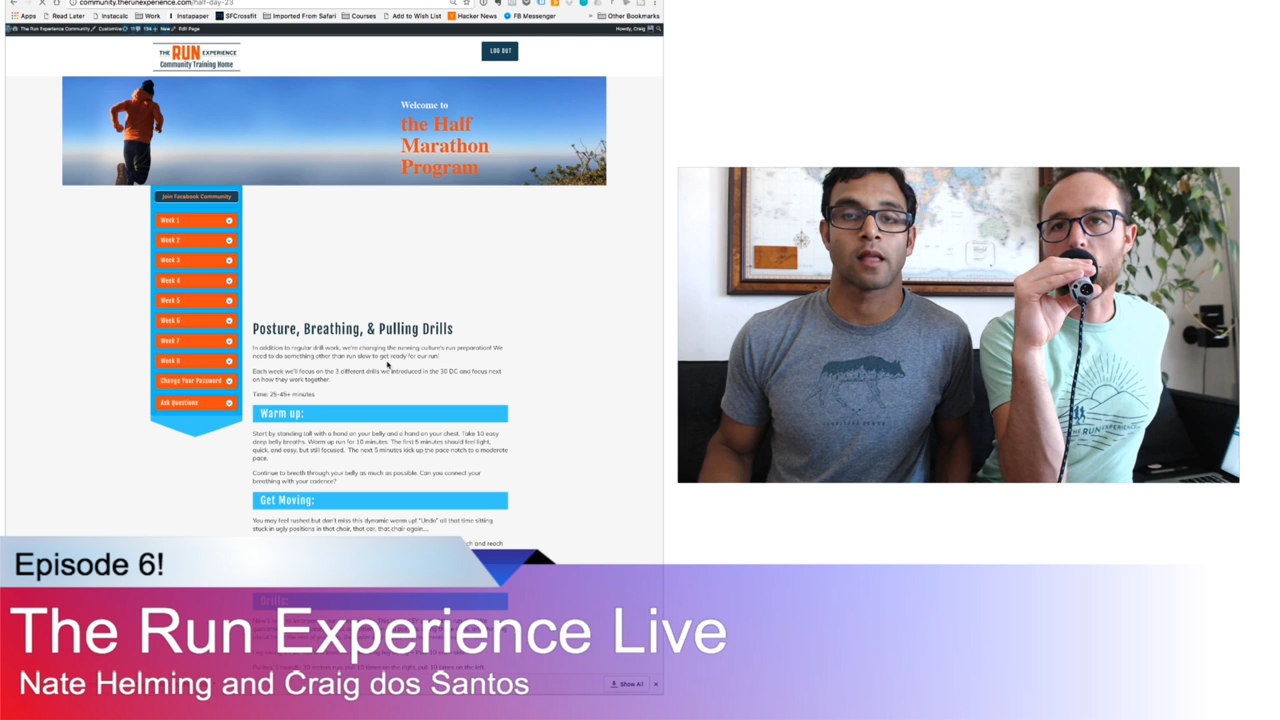 community.therunexperience.com/half-day-23
Apps Read Later Instacalc Work Instapaper SFCrossfit Imported From Safari Courses Add to Wish List Hacker News FB Messenger » Other Bookmarks
The Run Experience Community Customize New Edit Page Howdy, Craig
THE RUN EXPERIENCE
Community Training Home
LOG OUT
Welcome to
the Half
Marathon
Program
Join Facebook Community
Week 1
Week 2
Week 3
Week 4
Week 5
Week 6
Week 7
Week 8
Change Your Password
Ask Questions
Posture, Breathing, & Pulling Drills
In addition to regular drill work, we're changing the running culture's run preparation! We
need to do something other than run slow to get ready for our run!
Each week we'll focus on the 3 different drills we introduced in the 30 DC and focus next
on how they work together.
Time: 25-45+ minutes
Warm up:
Start by standing tall with a hand on your belly and a hand on your chest. Take 10 easy
deep belly breaths. Warm up run for 10 minutes. The first 5 minutes should feel light,
quick, and easy, but still focused. The next 5 minutes kick up the pace notch to a moderate
pace.
Continue to breath through your belly as much as possible. Can you connect your
breathing with your cadence?
Get Moving:
You may feel rushed but don't miss this dynamic warm up! "Undo" all that time sitting
stuck in ugly positions in that chair, that car, that chair again....
ch and reach
Drills:
Show All
THE RUN EXPERIENCE
Episode 6!
The Run Experience Live
Nate Helming and Craig dos Santos